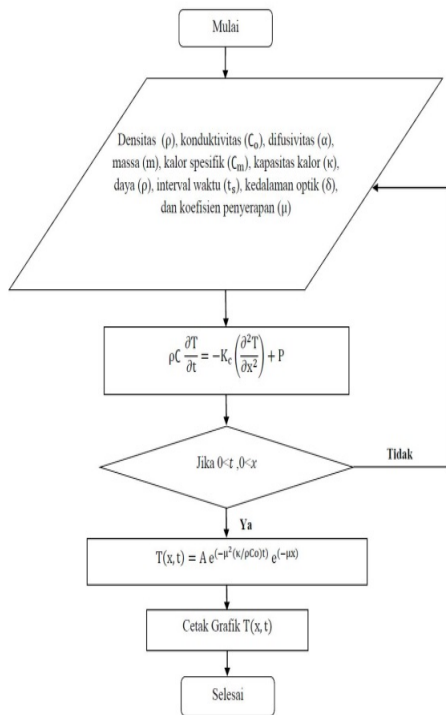 Mulai
Densitas (ρ), konduktivitas (C₀), difusivitas (α),
massa (m), kalor spesifik (Cₘ), kapasitas kalor (κ),
daya (ρ), interval waktu (tₛ), kedalaman optik (δ),
dan koefisien penyerapan (μ)
ρC ∂T/∂t = −K_c (∂²T/∂x²) + P
Jika 0<t ,0<x
Tidak
Ya
T(x, t) = A e^(−μ²(κ/ρCo)t) e^(−μx)
Cetak Grafik T(x, t)
Selesai